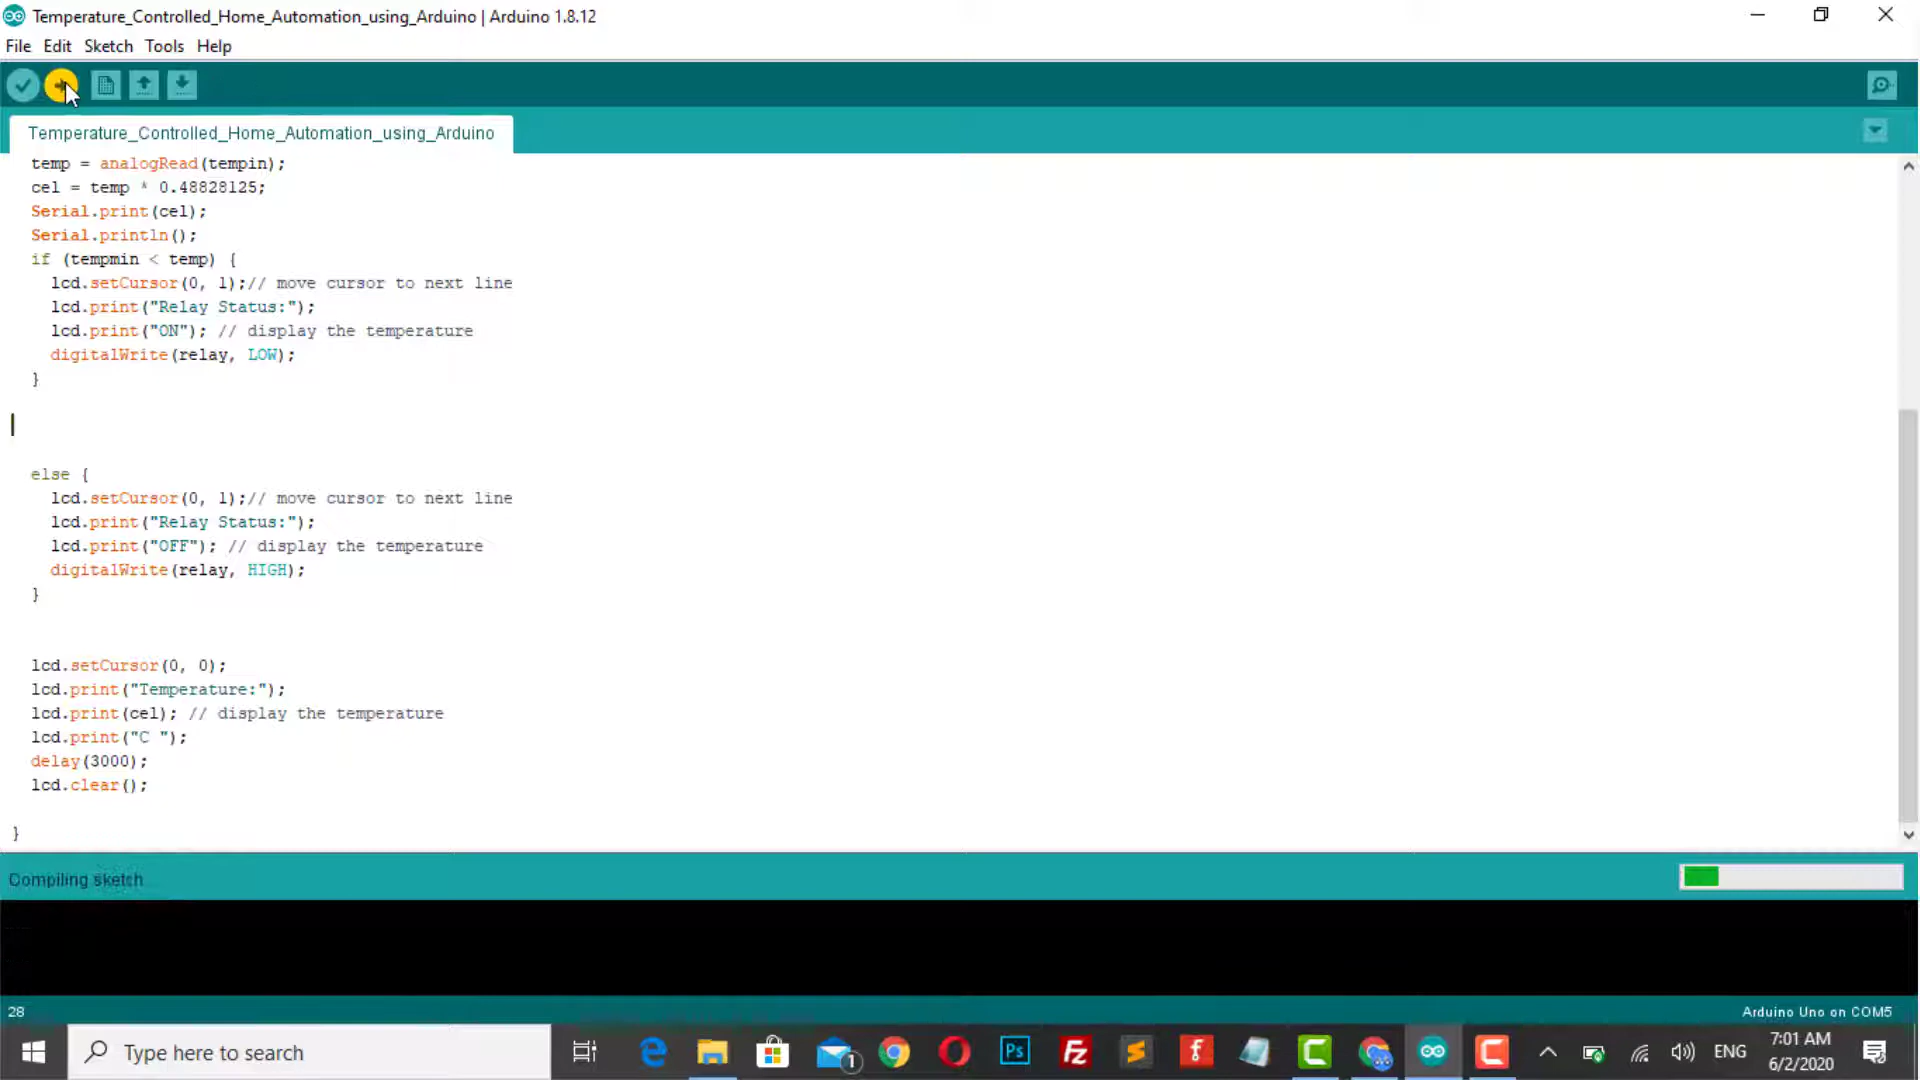 Temperature_Controlled_Home_Automation_using_Arduino | Arduino 1.8.12
File Edit Sketch Tools Help
Temperature_Controlled_Home_Automation_using_Arduino
temp = analogRead(tempin);
cel = temp * 0.48828125;
Serial.print(cel);
Serial.println();
if (tempmin < temp) {
lcd.setCursor(0, 1);// move cursor to next line
lcd.print("Relay Status:");
lcd.print("ON"); // display the temperature
digitalWrite(relay, LOW);
}
else {
lcd.setCursor(0, 1);// move cursor to next line
lcd.print("Relay Status:");
lcd.print("OFF"); // display the temperature
digitalWrite(relay, HIGH);
}
lcd.setCursor(0, 0);
lcd.print("Temperature:");
lcd.print(cel); // display the temperature
lcd.print("C ");
delay(3000);
lcd.clear();
}
Compiling sketch
28
Arduino Uno on COM5
Type here to search
1
Ps
Fz
ENG
7:01 AM
6/2/2020